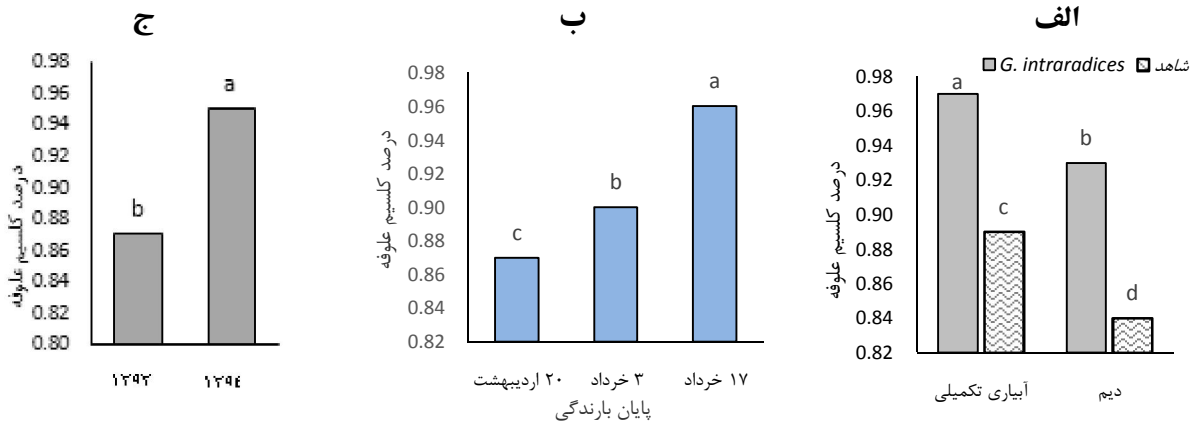 الف
G. intraradices شاهد
درصد کلسیم علوفه
0.98
0.96
0.94
0.92
0.90
0.88
0.86
0.84
0.82
a
c
b
d
آبیاری تکمیلی
دیم
ب
درصد کلسیم علوفه
0.98
0.96
0.94
0.92
0.90
0.88
0.86
0.84
0.82
c
b
a
۲۰ اردیبهشت
۳ خرداد
۱۷ خرداد
پایان بارندگی
ج
درصد کلسیم علوفه
0.98
0.96
0.94
0.92
0.90
0.88
0.86
0.84
0.82
0.80
b
a
١٣٩٣
١٣٩٤